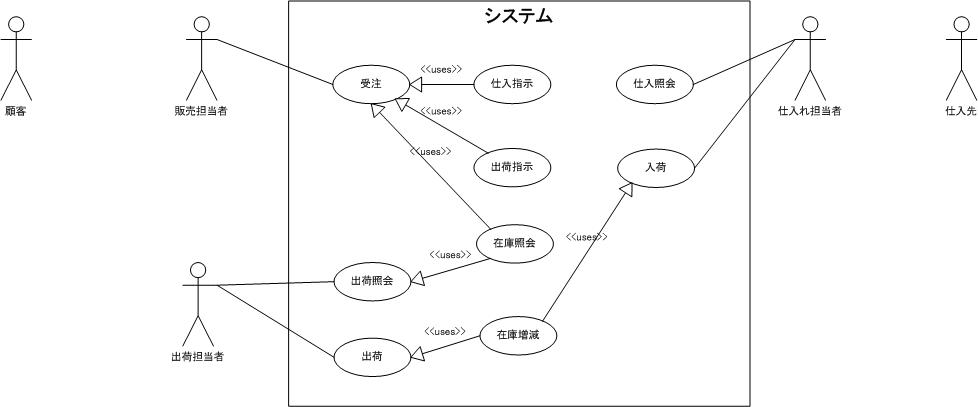 システム
顧客
販売担当者
受注
<<uses>>
仕入指示
仕入照会
仕入れ担当者
仕入先
<<uses>>
<<uses>>
出荷指示
入荷
<<uses>>
在庫照会
<<uses>>
出荷照会
出荷担当者
<<uses>>
在庫増減
出荷